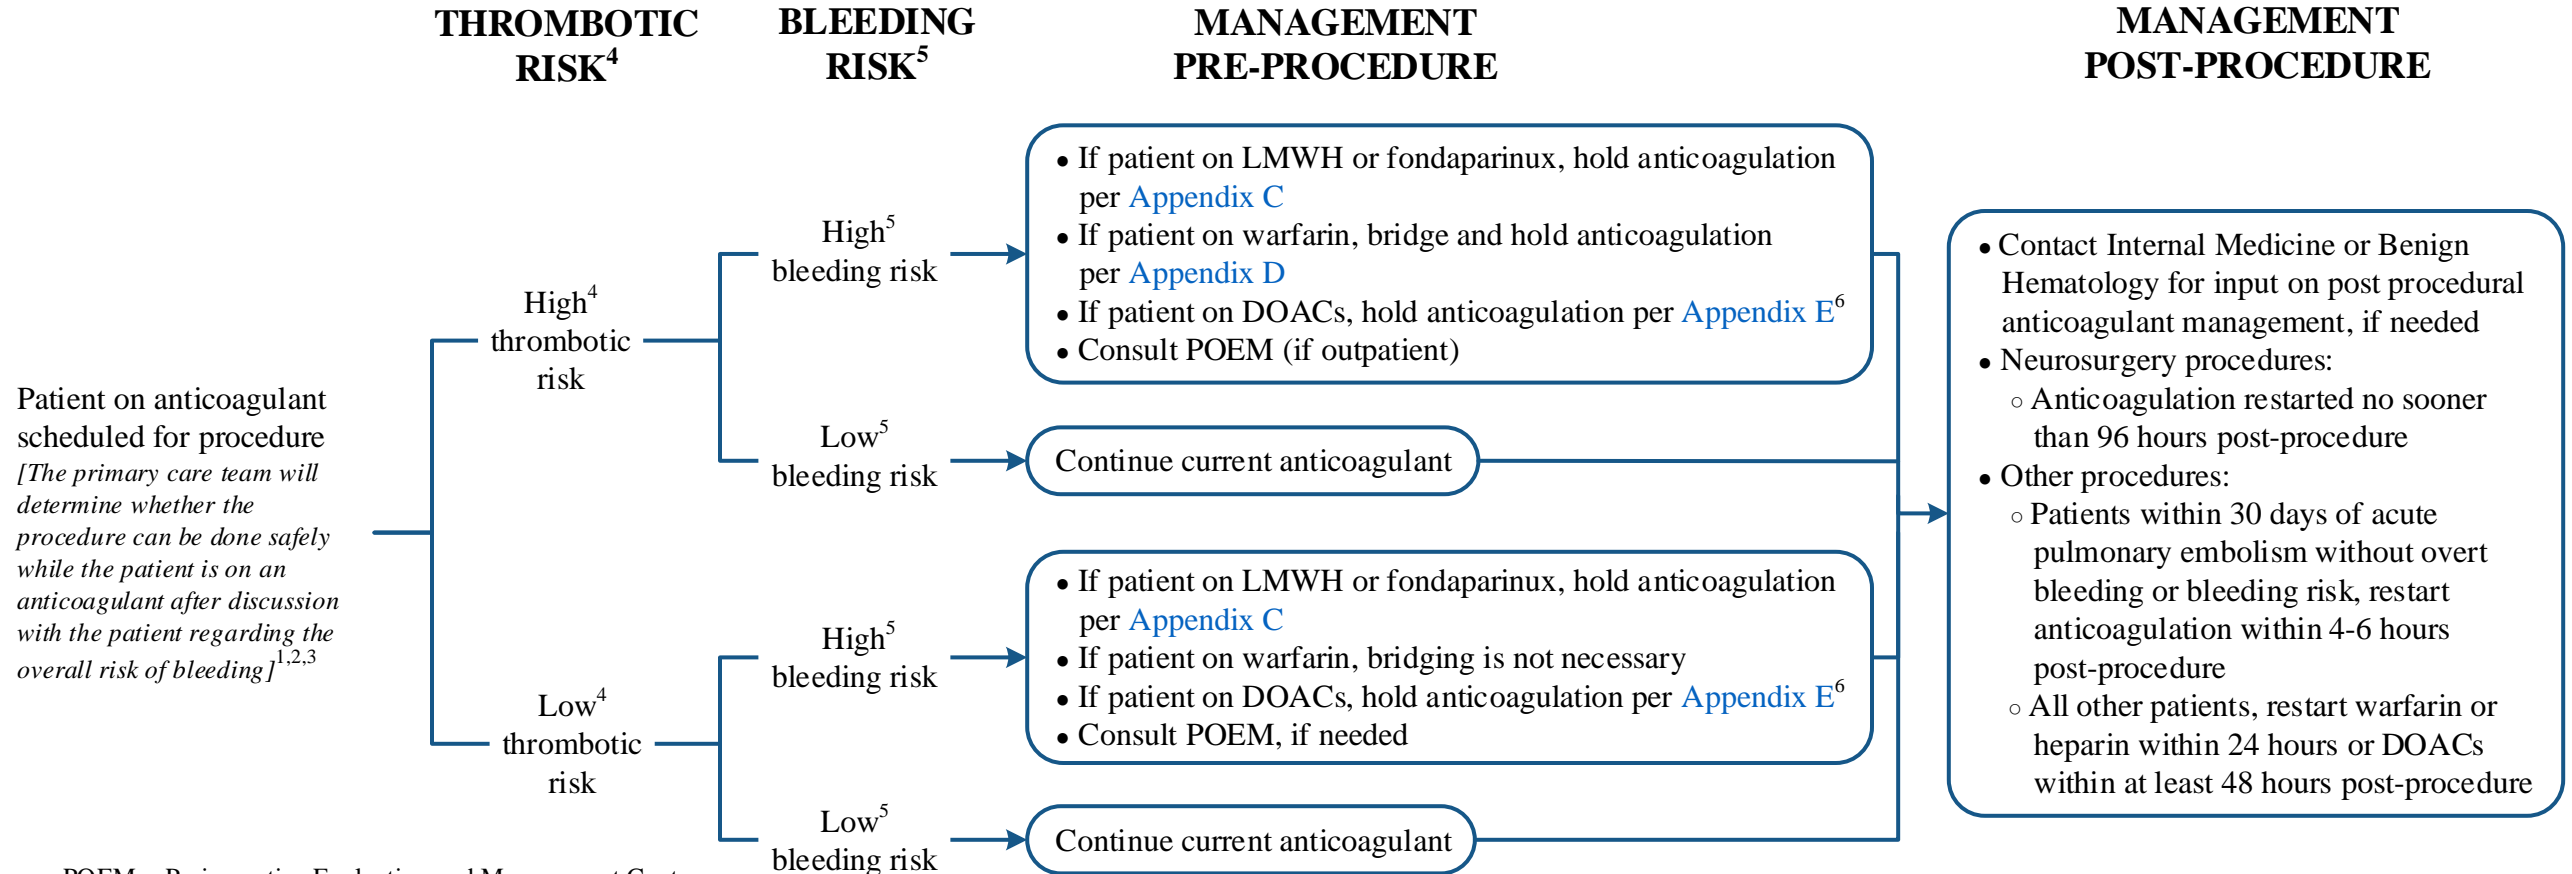 THROMBOTIC
RISK⁴
BLEEDING
RISK⁵
MANAGEMENT
PRE-PROCEDURE
MANAGEMENT
POST-PROCEDURE
Patient on anticoagulant
scheduled for procedure
[The primary care team will
determine whether the
procedure can be done safely
while the patient is on an
anticoagulant after discussion
with the patient regarding the
overall risk of bleeding]¹,²,³
High⁴
thrombotic
risk
High⁵
bleeding risk
• If patient on LMWH or fondaparinux, hold anticoagulation
per Appendix C
• If patient on warfarin, bridge and hold anticoagulation
per Appendix D
• If patient on DOACs, hold anticoagulation per Appendix E⁶
• Consult POEM (if outpatient)
Low⁵
bleeding risk
Continue current anticoagulant
Low⁴
thrombotic
risk
High⁵
bleeding risk
• If patient on LMWH or fondaparinux, hold anticoagulation
per Appendix C
• If patient on warfarin, bridging is not necessary
• If patient on DOACs, hold anticoagulation per Appendix E⁶
• Consult POEM, if needed
Low⁵
bleeding risk
Continue current anticoagulant
• Contact Internal Medicine or Benign
Hematology for input on post procedural
anticoagulant management, if needed
• Neurosurgery procedures:
○ Anticoagulation restarted no sooner
than 96 hours post-procedure
• Other procedures:
○ Patients within 30 days of acute
pulmonary embolism without overt
bleeding or bleeding risk, restart
anticoagulation within 4-6 hours
post-procedure
○ All other patients, restart warfarin or
heparin within 24 hours or DOACs
within at least 48 hours post-procedure